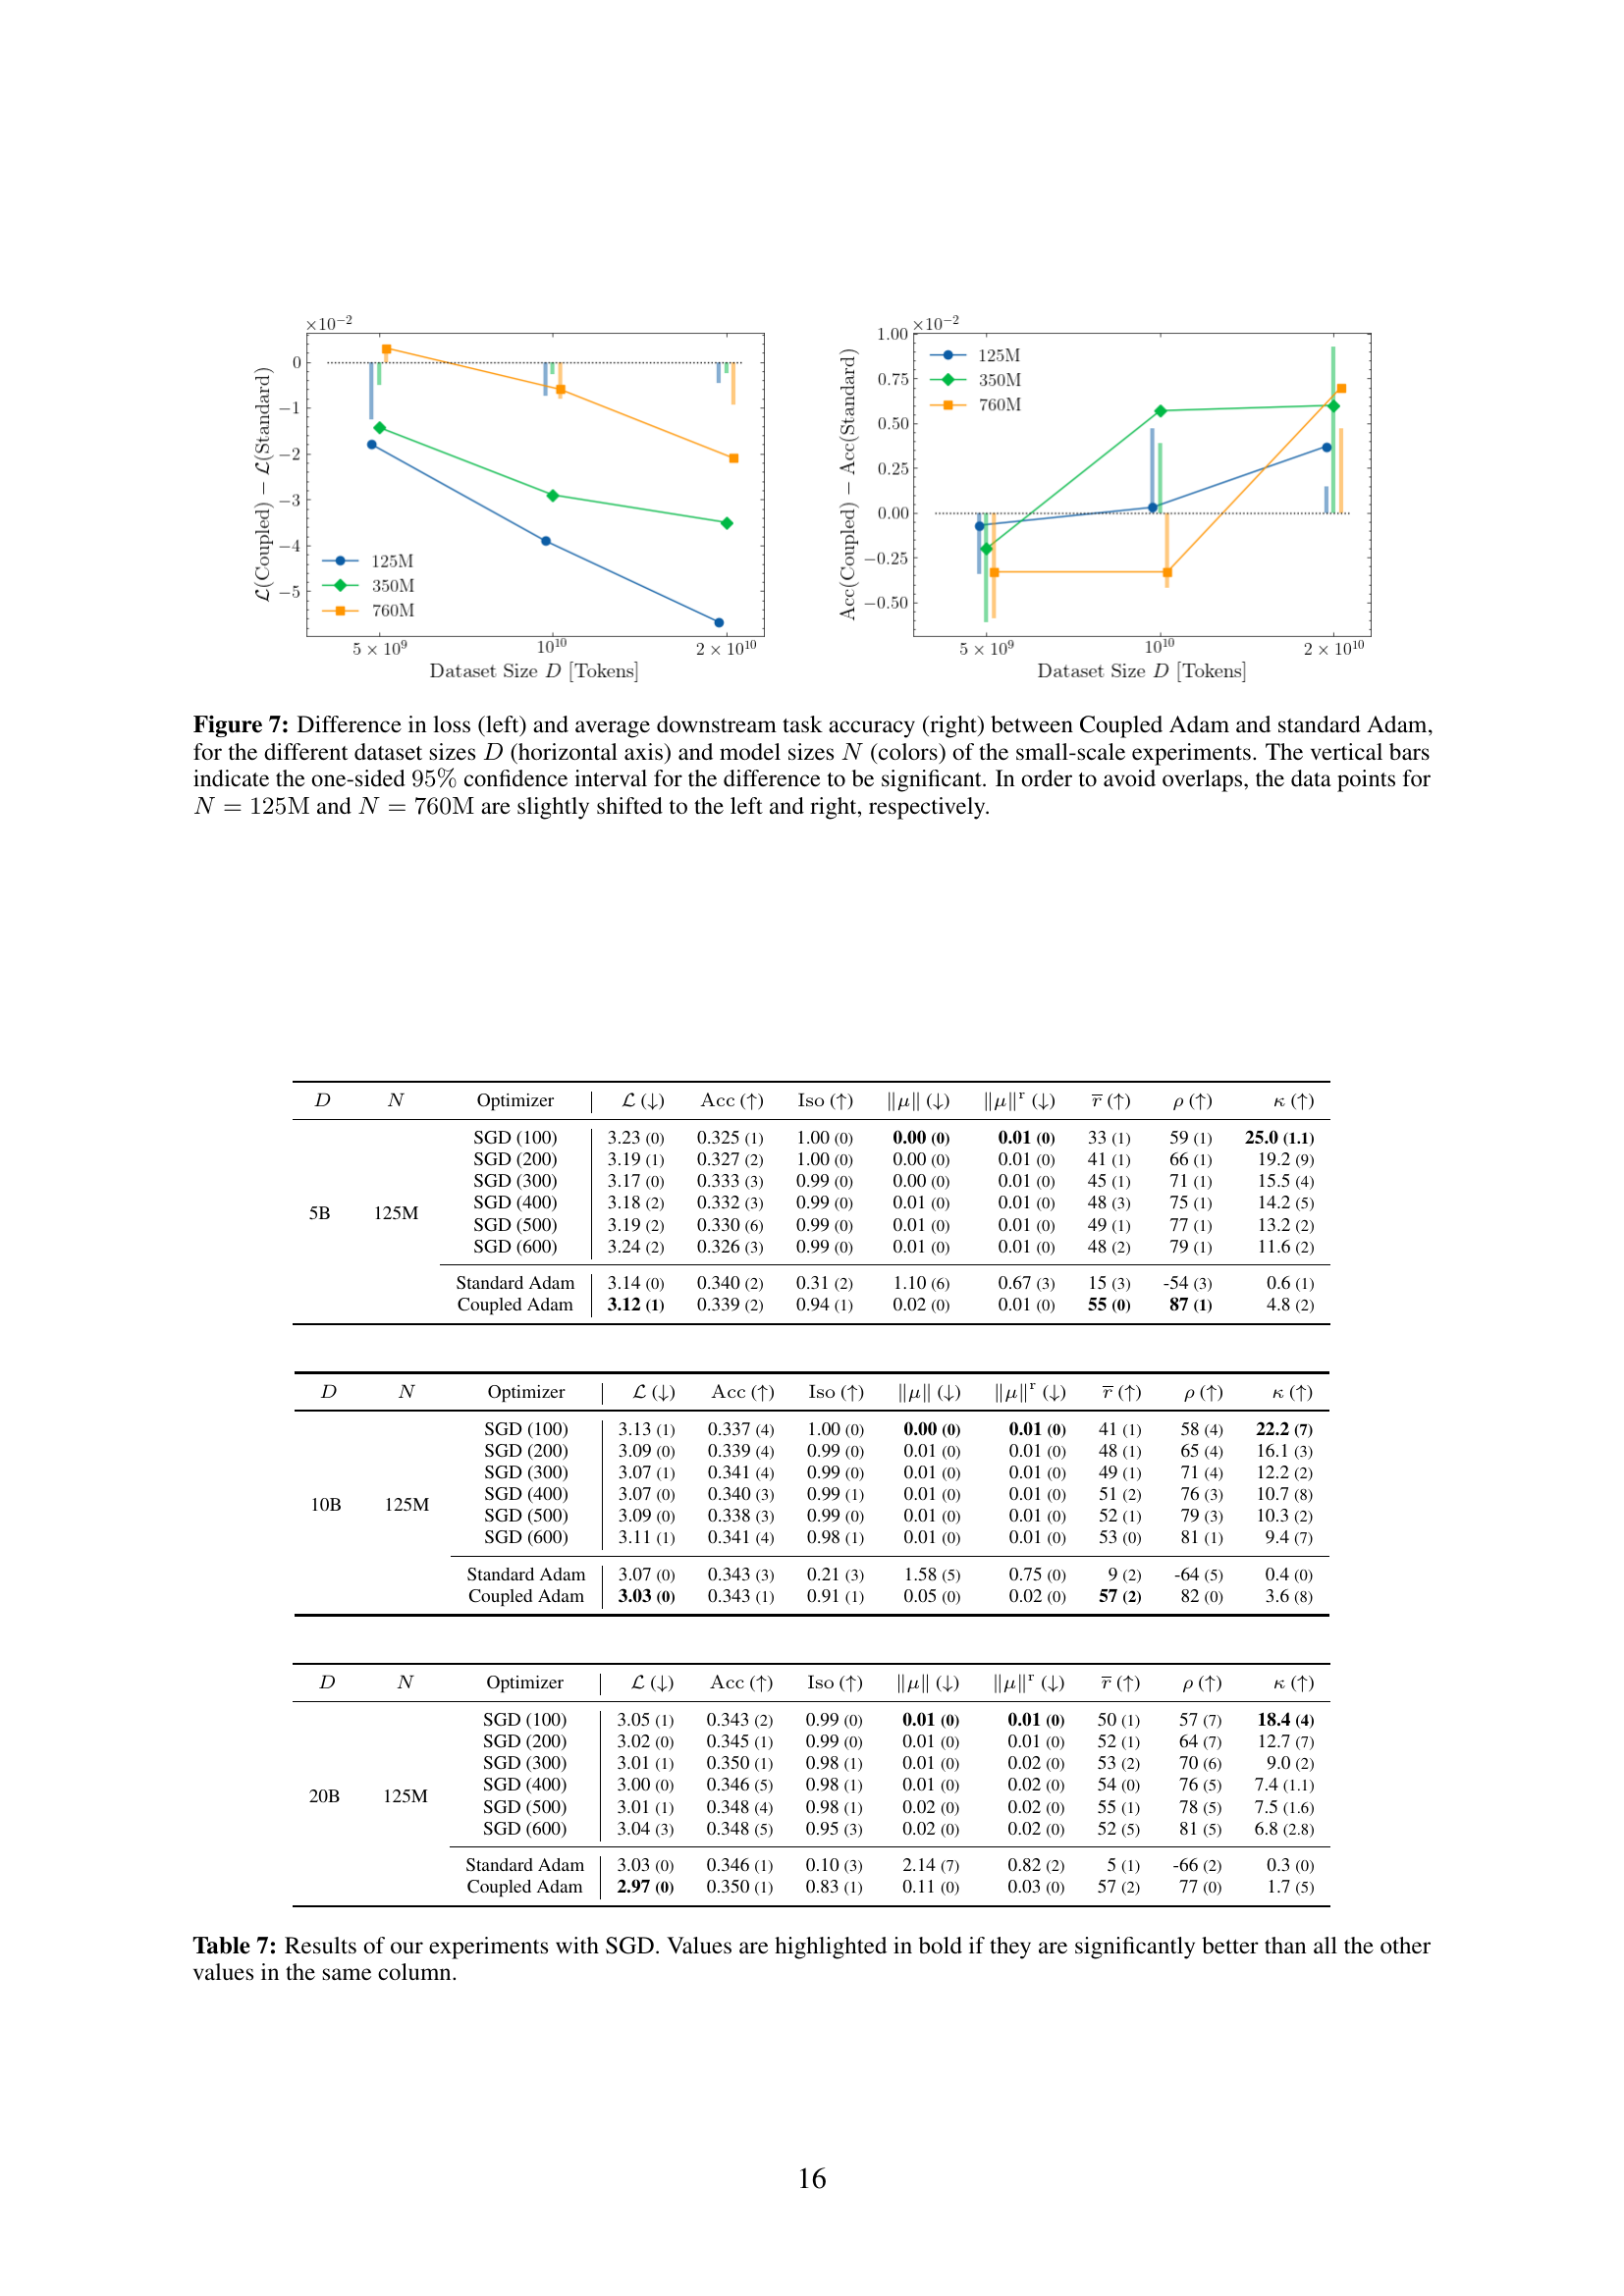 ×10⁻²
0
−1
−2
−3
−4
−5
ℒ(Coupled) − ℒ(Standard)
125M
350M
760M
5 × 10⁹ 10¹⁰ 2 × 10¹⁰
Dataset Size D [Tokens]
×10⁻²
1.00
0.75
0.50
0.25
0.00
−0.25
−0.50
Acc(Coupled) − Acc(Standard)
125M
350M
760M
5 × 10⁹ 10¹⁰ 2 × 10¹⁰
Dataset Size D [Tokens]
Figure 7: Difference in loss (left) and average downstream task accuracy (right) between Coupled Adam and standard Adam,
for the different dataset sizes D (horizontal axis) and model sizes N (colors) of the small-scale experiments. The vertical bars
indicate the one-sided 95% confidence interval for the difference to be significant. In order to avoid overlaps, the data points for
N = 125M and N = 760M are slightly shifted to the left and right, respectively.
D N Optimizer ℒ (↓) Acc (↑) Iso (↑) ‖μ‖ (↓) ‖μ‖ʳ (↓) r̅ (↑) ρ (↑) κ (↑)
SGD (100) 3.23 (0) 0.325 (1) 1.00 (0) 0.00 (0) 0.01 (0) 33 (1) 59 (1) 25.0 (1.1)
SGD (200) 3.19 (1) 0.327 (2) 1.00 (0) 0.00 (0) 0.01 (0) 41 (1) 66 (1) 19.2 (9)
SGD (300) 3.17 (0) 0.333 (3) 0.99 (0) 0.00 (0) 0.01 (0) 45 (1) 71 (1) 15.5 (4)
SGD (400) 3.18 (2) 0.332 (3) 0.99 (0) 0.01 (0) 0.01 (0) 48 (3) 75 (1) 14.2 (5)
5B 125M
SGD (500) 3.19 (2) 0.330 (6) 0.99 (0) 0.01 (0) 0.01 (0) 49 (1) 77 (1) 13.2 (2)
SGD (600) 3.24 (2) 0.326 (3) 0.99 (0) 0.01 (0) 0.01 (0) 48 (2) 79 (1) 11.6 (2)
Standard Adam 3.14 (0) 0.340 (2) 0.31 (2) 1.10 (6) 0.67 (3) 15 (3) -54 (3) 0.6 (1)
Coupled Adam 3.12 (1) 0.339 (2) 0.94 (1) 0.02 (0) 0.01 (0) 55 (0) 87 (1) 4.8 (2)
D N Optimizer ℒ (↓) Acc (↑) Iso (↑) ‖μ‖ (↓) ‖μ‖ʳ (↓) r̅ (↑) ρ (↑) κ (↑)
SGD (100) 3.13 (1) 0.337 (4) 1.00 (0) 0.00 (0) 0.01 (0) 41 (1) 58 (4) 22.2 (7)
SGD (200) 3.09 (0) 0.339 (4) 0.99 (0) 0.01 (0) 0.01 (0) 48 (1) 65 (4) 16.1 (3)
SGD (300) 3.07 (1) 0.341 (4) 0.99 (0) 0.01 (0) 0.01 (0) 49 (1) 71 (4) 12.2 (2)
SGD (400) 3.07 (0) 0.340 (3) 0.99 (1) 0.01 (0) 0.01 (0) 51 (2) 76 (3) 10.7 (8)
10B 125M
SGD (500) 3.09 (0) 0.338 (3) 0.99 (0) 0.01 (0) 0.01 (0) 52 (1) 79 (3) 10.3 (2)
SGD (600) 3.11 (1) 0.341 (4) 0.98 (1) 0.01 (0) 0.01 (0) 53 (0) 81 (1) 9.4 (7)
Standard Adam 3.07 (0) 0.343 (3) 0.21 (3) 1.58 (5) 0.75 (0) 9 (2) -64 (5) 0.4 (0)
Coupled Adam 3.03 (0) 0.343 (1) 0.91 (1) 0.05 (0) 0.02 (0) 57 (2) 82 (0) 3.6 (8)
D N Optimizer ℒ (↓) Acc (↑) Iso (↑) ‖μ‖ (↓) ‖μ‖ʳ (↓) r̅ (↑) ρ (↑) κ (↑)
SGD (100) 3.05 (1) 0.343 (2) 0.99 (0) 0.01 (0) 0.01 (0) 50 (1) 57 (7) 18.4 (4)
SGD (200) 3.02 (0) 0.345 (1) 0.99 (0) 0.01 (0) 0.01 (0) 52 (1) 64 (7) 12.7 (7)
SGD (300) 3.01 (1) 0.350 (1) 0.98 (1) 0.01 (0) 0.02 (0) 53 (2) 70 (6) 9.0 (2)
SGD (400) 3.00 (0) 0.346 (5) 0.98 (1) 0.01 (0) 0.02 (0) 54 (0) 76 (5) 7.4 (1.1)
20B 125M
SGD (500) 3.01 (1) 0.348 (4) 0.98 (1) 0.02 (0) 0.02 (0) 55 (1) 78 (5) 7.5 (1.6)
SGD (600) 3.04 (3) 0.348 (5) 0.95 (3) 0.02 (0) 0.02 (0) 52 (5) 81 (5) 6.8 (2.8)
Standard Adam 3.03 (0) 0.346 (1) 0.10 (3) 2.14 (7) 0.82 (2) 5 (1) -66 (2) 0.3 (0)
Coupled Adam 2.97 (0) 0.350 (1) 0.83 (1) 0.11 (0) 0.03 (0) 57 (2) 77 (0) 1.7 (5)
Table 7: Results of our experiments with SGD. Values are highlighted in bold if they are significantly better than all the other
values in the same column.
16